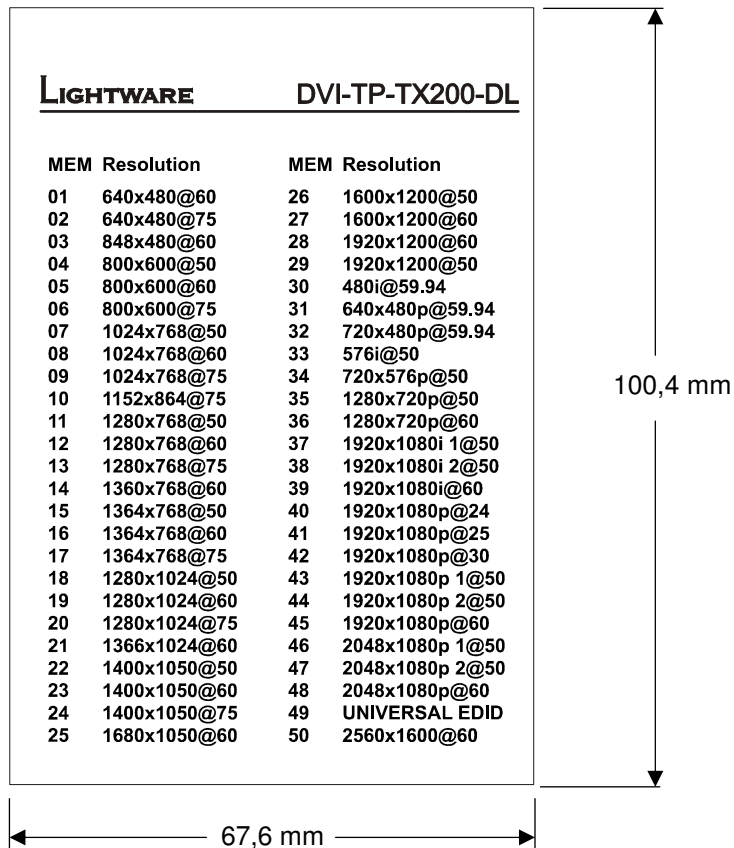 LIGHTWARE DVI-TP-TX200-DL
MEM Resolution MEM Resolution
01 640x480@60 26 1600x1200@50
02 640x480@75 27 1600x1200@60
03 848x480@60 28 1920x1200@60
04 800x600@50 29 1920x1200@50
05 800x600@60 30 480i@59.94
06 800x600@75 31 640x480p@59.94
07 1024x768@50 32 720x480p@59.94
08 1024x768@60 33 576i@50
09 1024x768@75 34 720x576p@50
10 1152x864@75 35 1280x720p@50
11 1280x768@50 36 1280x720p@60
12 1280x768@60 37 1920x1080i 1@50
13 1280x768@75 38 1920x1080i 2@50
14 1360x768@60 39 1920x1080i@60
15 1364x768@50 40 1920x1080p@24
16 1364x768@60 41 1920x1080p@25
17 1364x768@75 42 1920x1080p@30
18 1280x1024@50 43 1920x1080p 1@50
19 1280x1024@60 44 1920x1080p 2@50
20 1280x1024@75 45 1920x1080p@60
21 1366x1024@60 46 2048x1080p 1@50
22 1400x1050@50 47 2048x1080p 2@50
23 1400x1050@60 48 2048x1080p@60
24 1400x1050@75 49 UNIVERSAL EDID
25 1680x1050@60 50 2560x1600@60
100,4 mm
67,6 mm